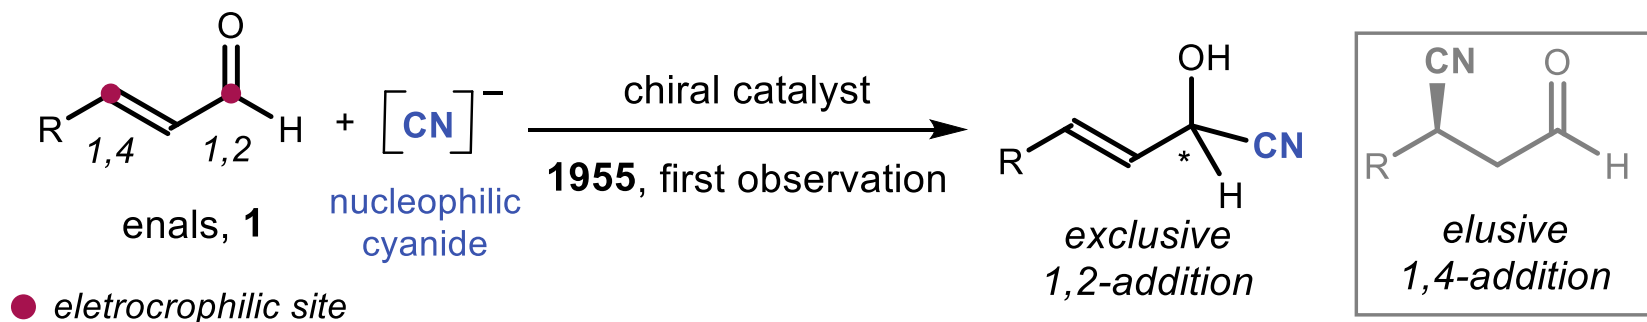 O
R
H
1,4
1,2
enals, 1
+
[CN]−
nucleophilic
cyanide
chiral catalyst
1955, first observation
OH
R
*
CN
H
exclusive
1,2-addition
CN
O
R
H
elusive
1,4-addition
eletrocrophilic site